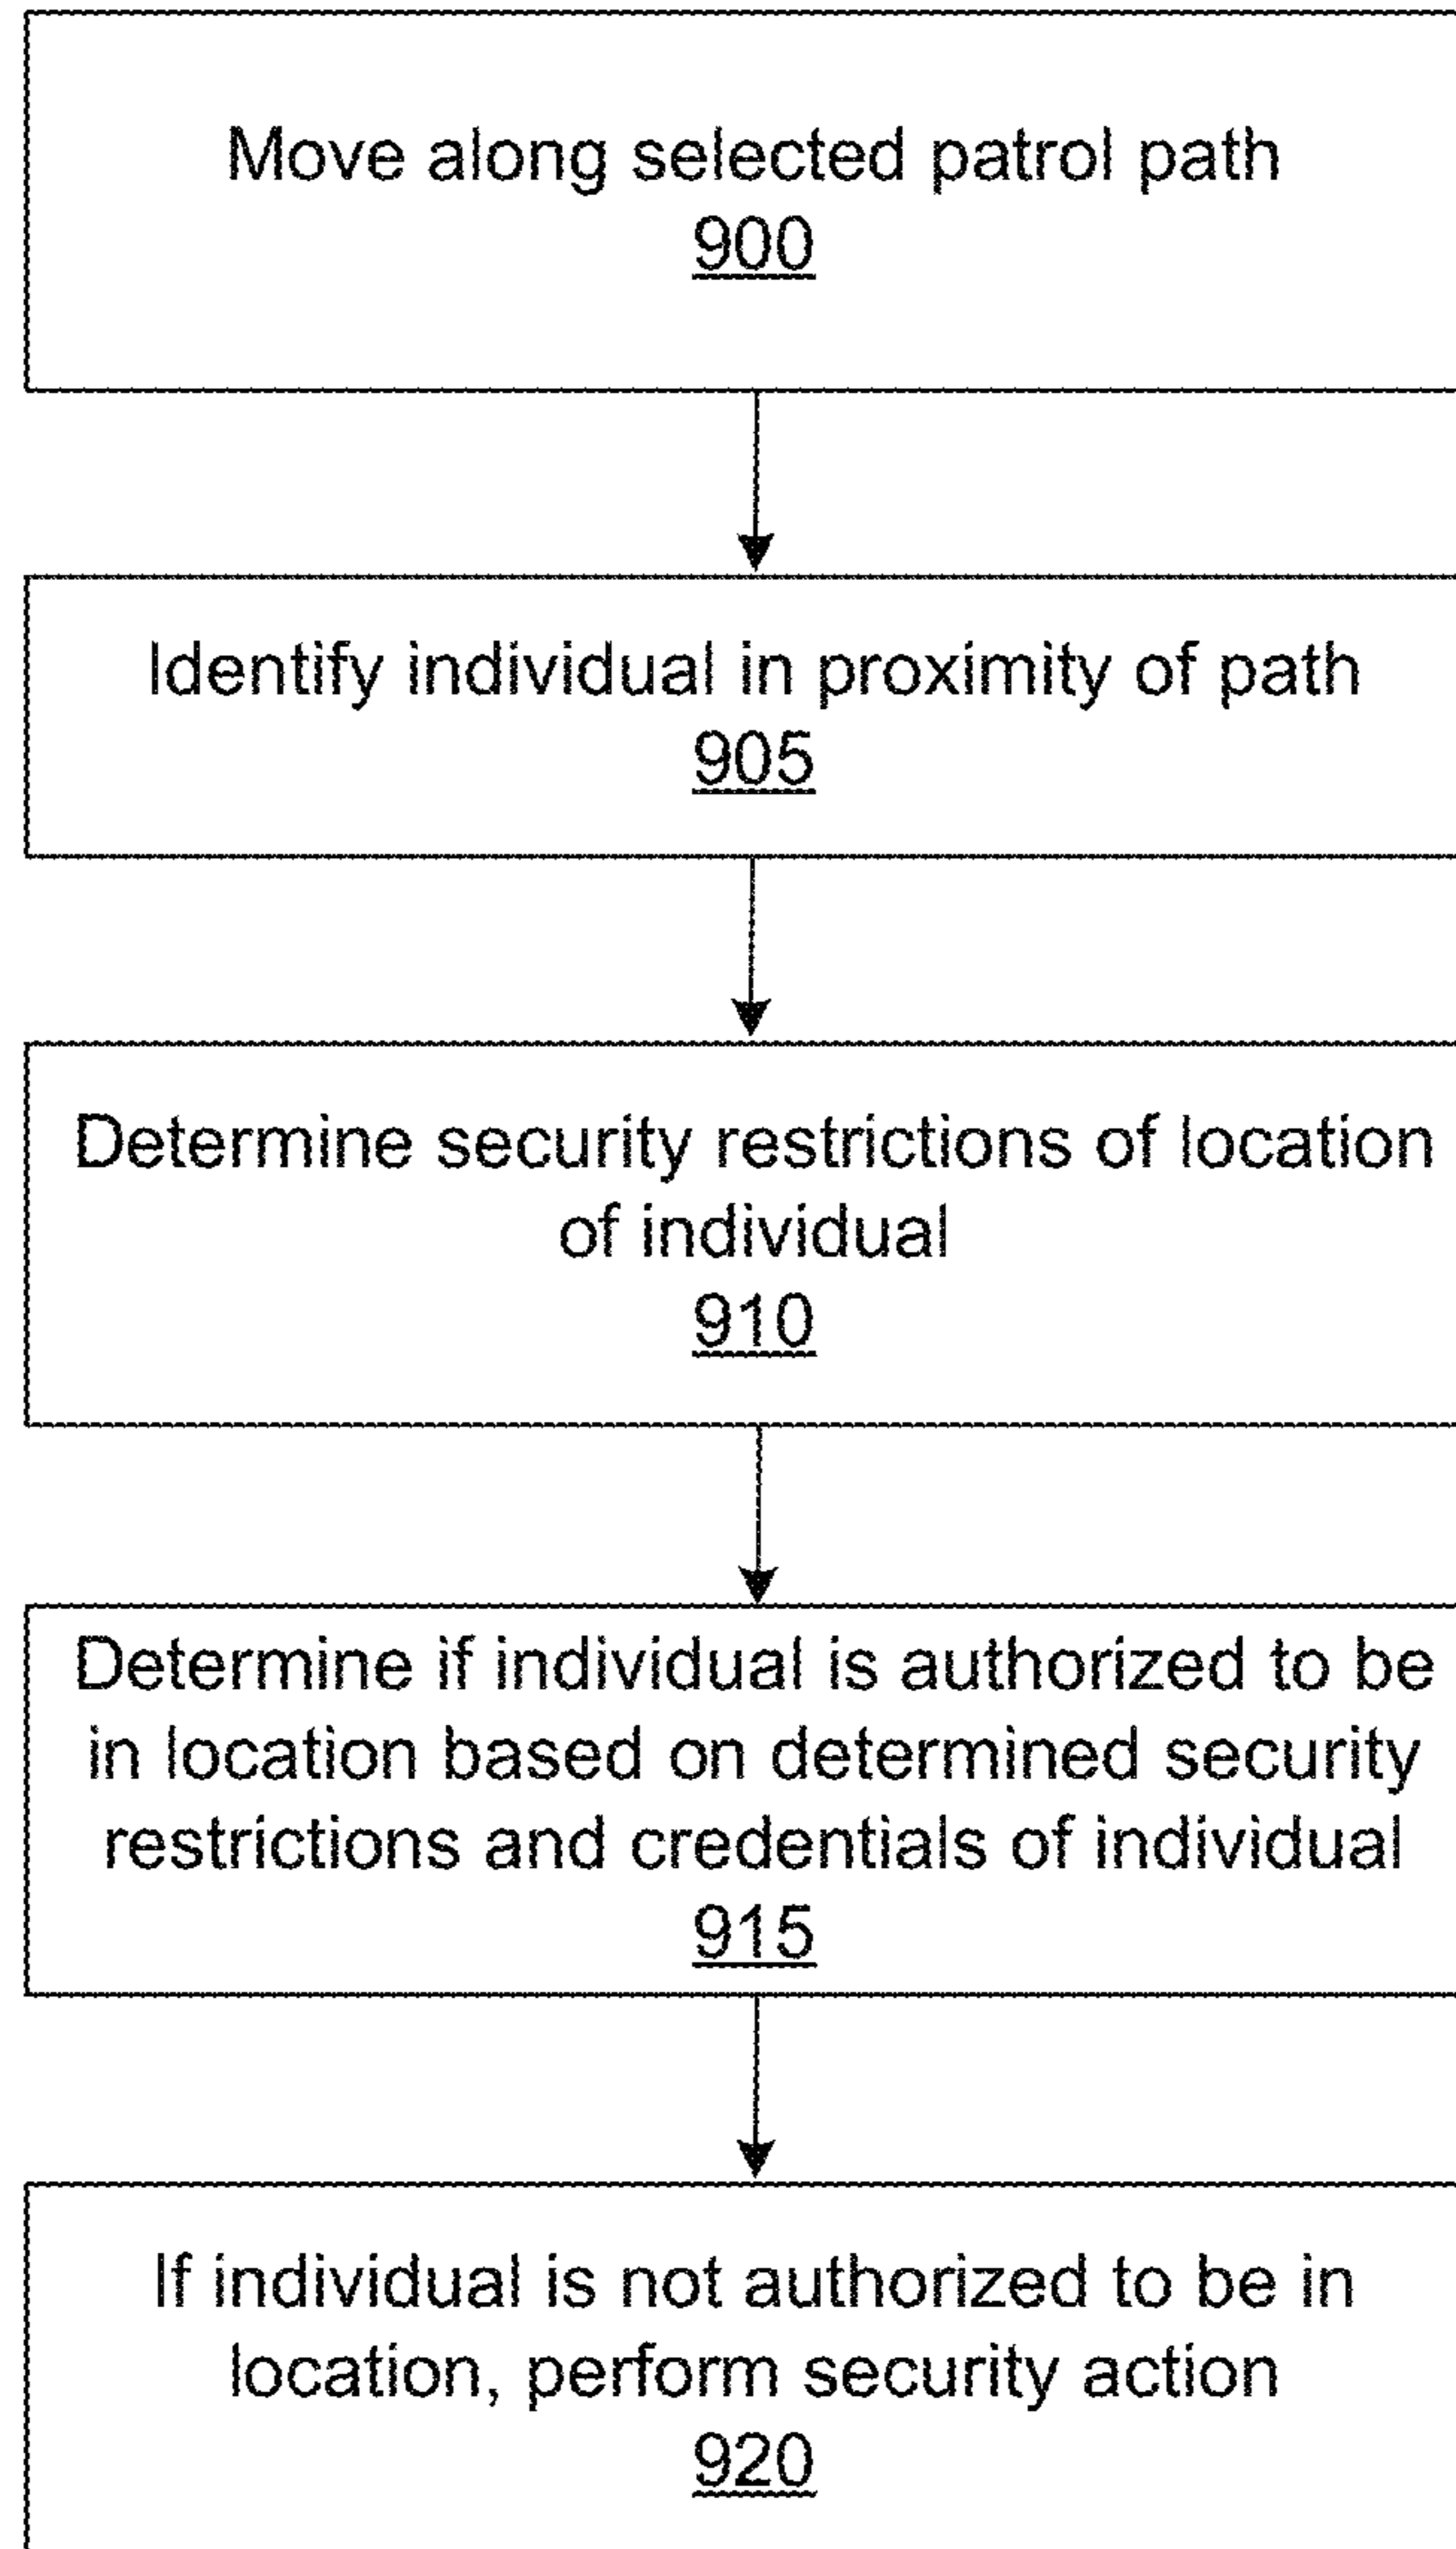 Move along selected patrol path
900
Identify individual in proximity of path
905
Determine security restrictions of location
of individual
910
Determine if individual is authorized to be
in location based on determined security
restrictions and credentials of individual
915
If individual is not authorized to be in
location, perform security action
920